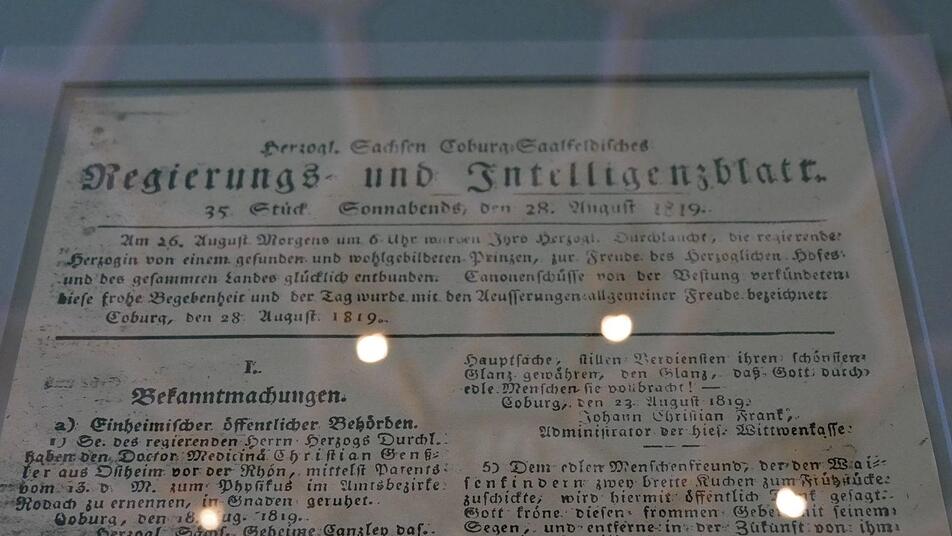 Herzogl. Sachsen Coburg-Saalfeldisches
Regierungs- und Intelligenzblatt.
35 Stück. Sonnabends, den 28. August 1819.
Am 26. August Morgens um 6 Uhr wurden Ihro Herzogl. Durchlaucht, die regierende
Herzogin von einem gesunden und wohlgebildeten Prinzen, zur Freude des Herzoglichen Hofes
und des gesammten Landes glücklich entbunden. Canonenschüsse von der Vestung verkündeten
diese frohe Begebenheit und der Tag wurde mit den Aeusserungen allgemeiner Freude bezeichnet.
Coburg, den 28 August 1819.
I.
Bekanntmachungen.
a) Einheimischer öffentlicher Behörden.
1) Se. des regierenden Herrn Herzogs Durchl.
haben den Doctor Medicinä Christian Genß-
ler aus Ostheim vor der Rhön, mittelst Patents
vom 13. d. M. zum Physikus im Amtsbezirke
Rodach zu ernennen, in Gnaden geruhet.
Coburg, den 18. Aug. 1819.
Herzogl. Sächs. Geheime Canzley das.
Hauptsache, stillen Verdiensten ihren schönsten
Glanz gewähren, den Glanz, daß Gott durch
edle Menschen sie vollbracht! —
Coburg, den 23. August 1819.
Johann Christian Frank,
Administrator der hies. Wittwenkasse.
5) Dem edlen Menschenfreund, der den Wai-
senkindern zwey breite Kuchen zum Frühstücke
zuschickte, wird hiermit öffentlich Dank gesagt.
Gott kröne diesen frommen Geber mit seinem
Segen, und entferne in der Zukunft von ihm